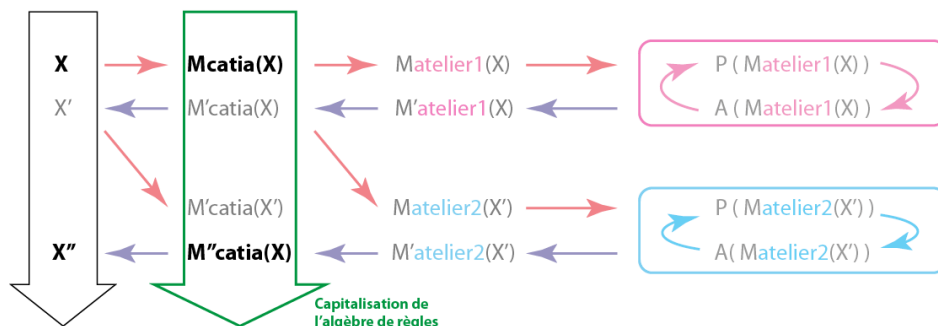 X Mcatia(X) Matelier1(X) P ( Matelier1(X) )
X' M'catia(X) M'atelier1(X) A ( Matelier1(X) )
M'catia(X') Matelier2(X') P ( Matelier2(X') )
X" M"catia(X) M'atelier2(X') A( Matelier2(X') )
Capitalisation de
l'algèbre de règles